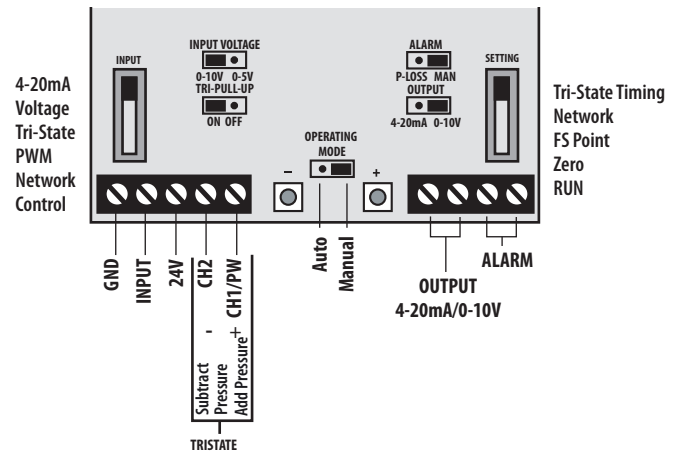 4-20mA
Voltage
Tri-State
PWM
Network
Control
INPUT
INPUT VOLTAGE
0-10V 0-5V
TRI-PULL-UP
ON OFF
OPERATING
MODE
- +
ALARM
P-LOSS MAN
OUTPUT
4-20mA 0-10V
SETTING
Tri-State Timing
Network
FS Point
Zero
RUN
GND
INPUT
24V
CH2
CH1/PW
Auto
Manual
OUTPUT
4-20mA/0-10V
ALARM
- +
Subtract
Pressure
Add Pressure
TRISTATE